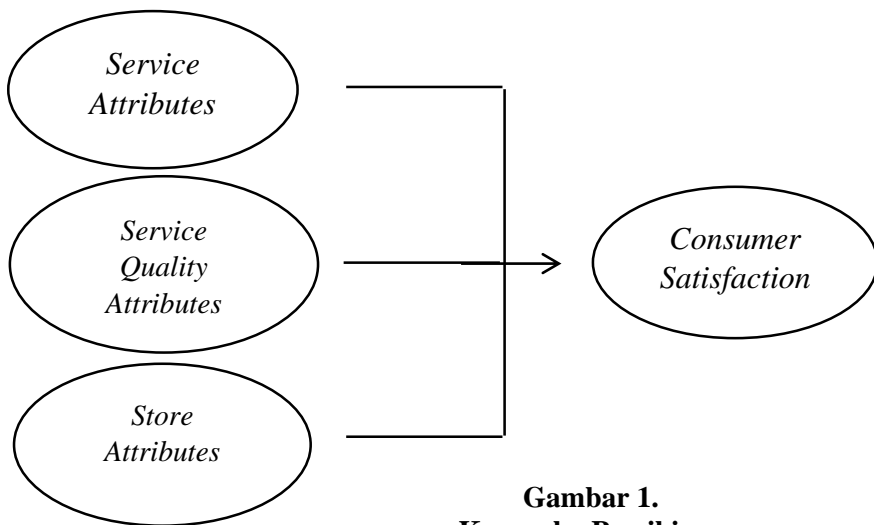 Service
Attributes
Service
Quality
Attributes
Store
Attributes
Consumer
Satisfaction
Gambar 1.